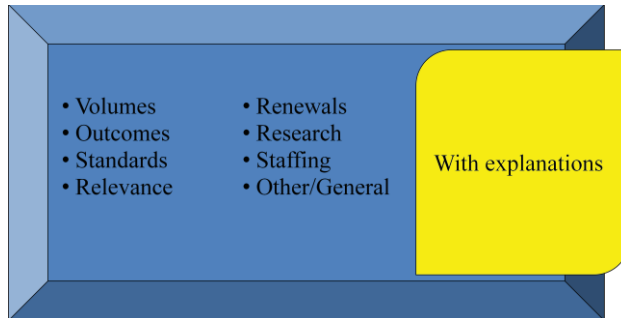 • Volumes
• Outcomes
• Standards
• Relevance
• Renewals
• Research
• Staffing
• Other/General
With explanations